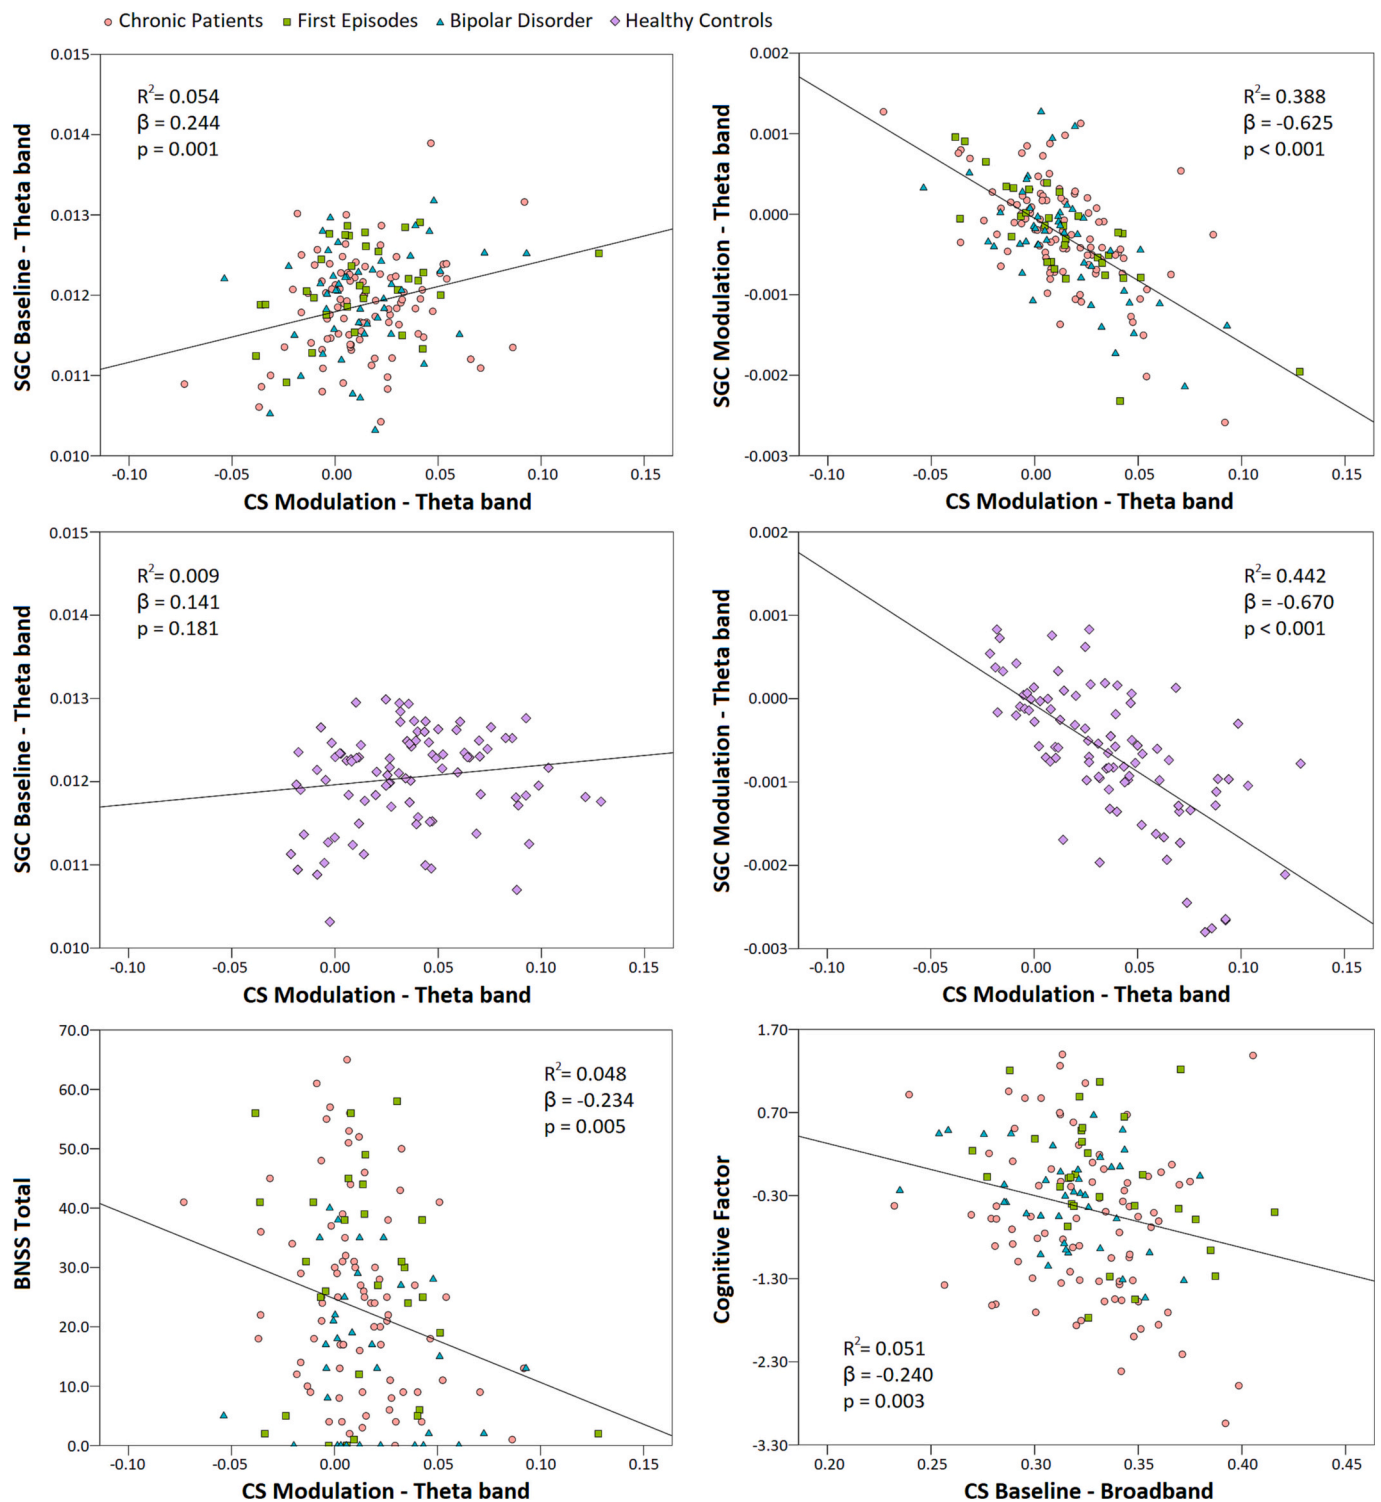 Chronic Patients First Episodes Bipolar Disorder Healthy Controls
SGC Baseline - Theta band
0.015
0.014
0.013
0.012
0.011
0.010
R²= 0.054
β = 0.244
p = 0.001
-0.10 -0.05 0.00 0.05 0.10 0.15
CS Modulation - Theta band
SGC Modulation - Theta band
0.002
0.001
0.000
-0.001
-0.002
-0.003
R²= 0.388
β = -0.625
p < 0.001
-0.10 -0.05 0.00 0.05 0.10 0.15
CS Modulation - Theta band
SGC Baseline - Theta band
0.015
0.014
0.013
0.012
0.011
0.010
R²= 0.009
β = 0.141
p = 0.181
-0.10 -0.05 0.00 0.05 0.10 0.15
CS Modulation - Theta band
SGC Modulation - Theta band
0.002
0.001
0.000
-0.001
-0.002
-0.003
R²= 0.442
β = -0.670
p < 0.001
-0.10 -0.05 0.00 0.05 0.10 0.15
CS Modulation - Theta band
BNSS Total
70.0
60.0
50.0
40.0
30.0
20.0
10.0
0.0
R²= 0.048
β = -0.234
p = 0.005
-0.10 -0.05 0.00 0.05 0.10 0.15
CS Modulation - Theta band
Cognitive Factor
1.70
0.70
-0.30
-1.30
-2.30
-3.30
R²= 0.051
β = -0.240
p = 0.003
0.20 0.25 0.30 0.35 0.40 0.45
CS Baseline - Broadband